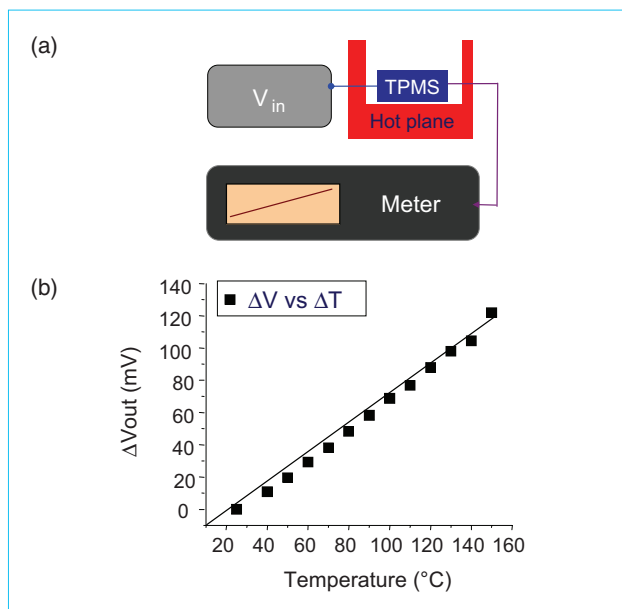 (a)
V in
TPMS
Hot plane
Meter
(b)
ΔV vs ΔT
140
120
100
80
60
40
20
0
ΔVout (mV)
20 40 60 80 100 120 140 160
Temperature (°C)